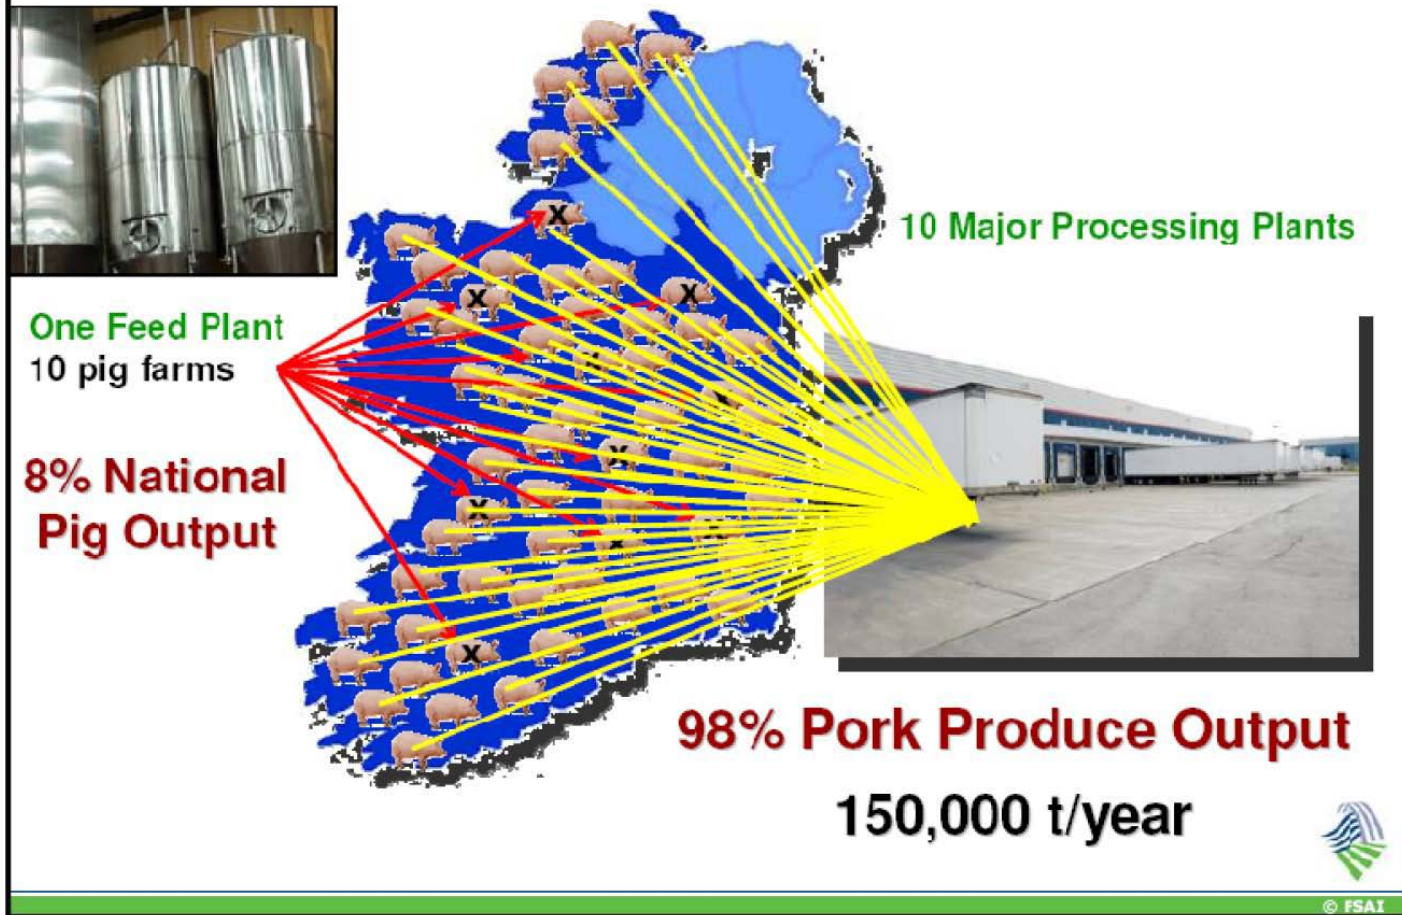 One Feed Plant
10 pig farms
8% National
Pig Output
X
X
X
X
X
X
X
X
X
X
10 Major Processing Plants
98% Pork Produce Output
150,000 t/year
© FSAI